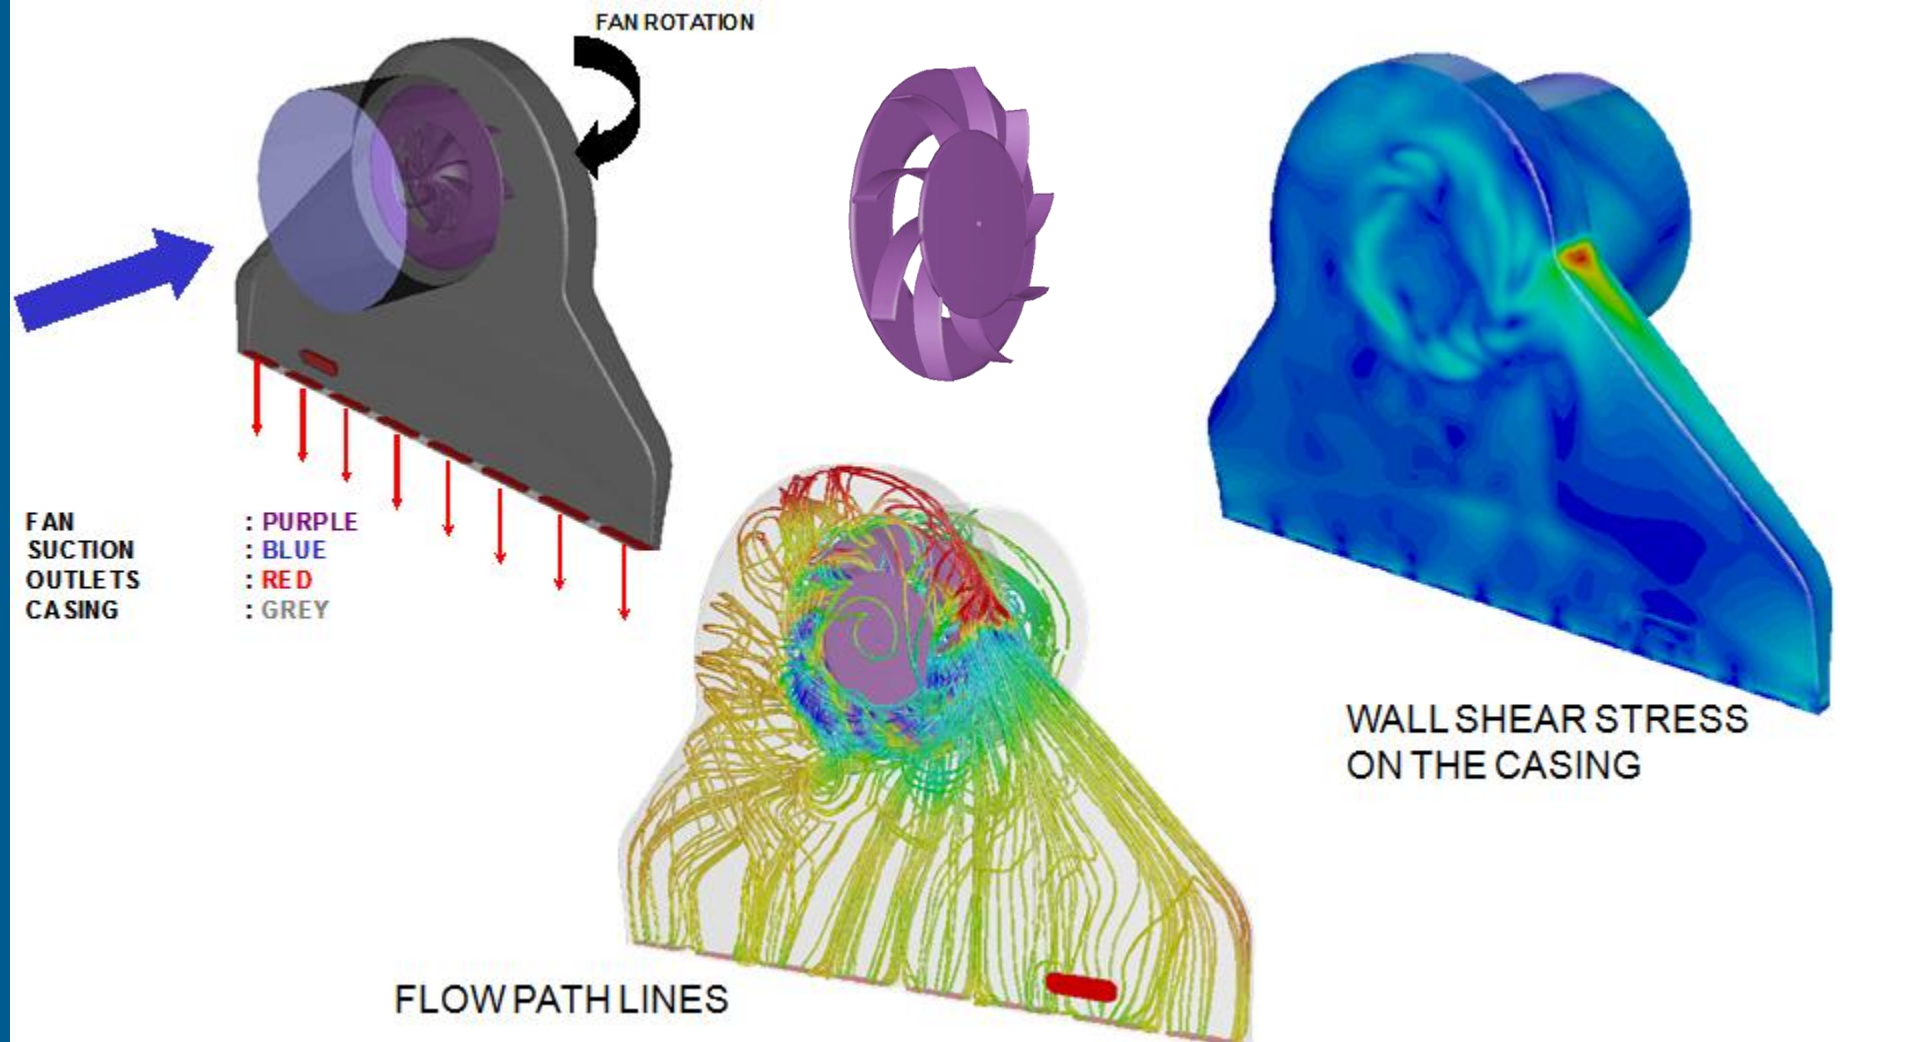 FAN ROTATION
FAN : PURPLE
SUCTION : BLUE
OUTLETS : RED
CASING : GREY
WALL SHEAR STRESS
ON THE CASING
FLOW PATH LINES